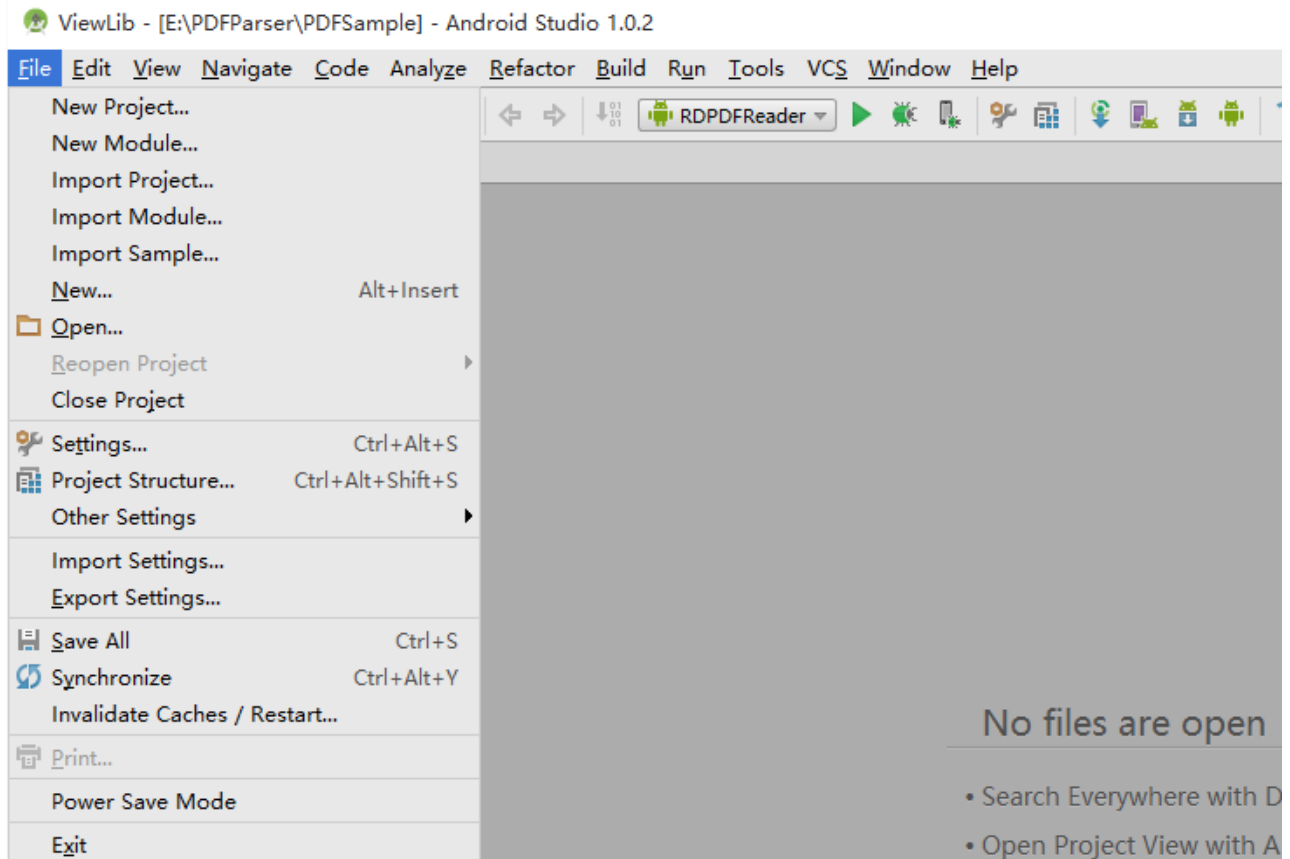 ViewLib - [E:\PDFParser\PDFSample] - Android Studio 1.0.2
File Edit View Navigate Code Analyze Refactor Build Run Tools VCS Window Help
RDPDFReader
New Project...
New Module...
Import Project...
Import Module...
Import Sample...
New... Alt+Insert
Open...
Reopen Project
Close Project
Settings... Ctrl+Alt+S
Project Structure... Ctrl+Alt+Shift+S
Other Settings
Import Settings...
Export Settings...
Save All Ctrl+S
Synchronize Ctrl+Alt+Y
Invalidate Caches / Restart...
Print...
Power Save Mode
Exit
No files are open
• Search Everywhere with D
• Open Project View with A